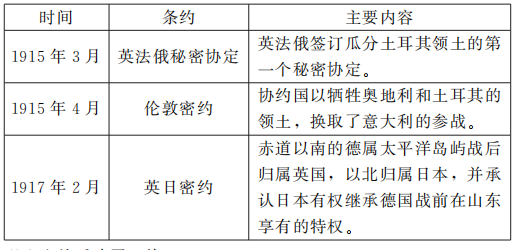 时间 条约 主要内容
1915 年 3 月 英法俄秘密协定 英法俄签订瓜分土耳其领土的第
一个秘密协定。
1915 年 4 月 伦敦密约 协约国以牺牲奥地利和土耳其的
领土，换取了意大利的参战。
1917 年 2 月 英日密约 赤道以南的德属太平洋岛屿战后
归属英国，以北归属日本，并承
认日本有权继承德国战前在山东
享有的特权。